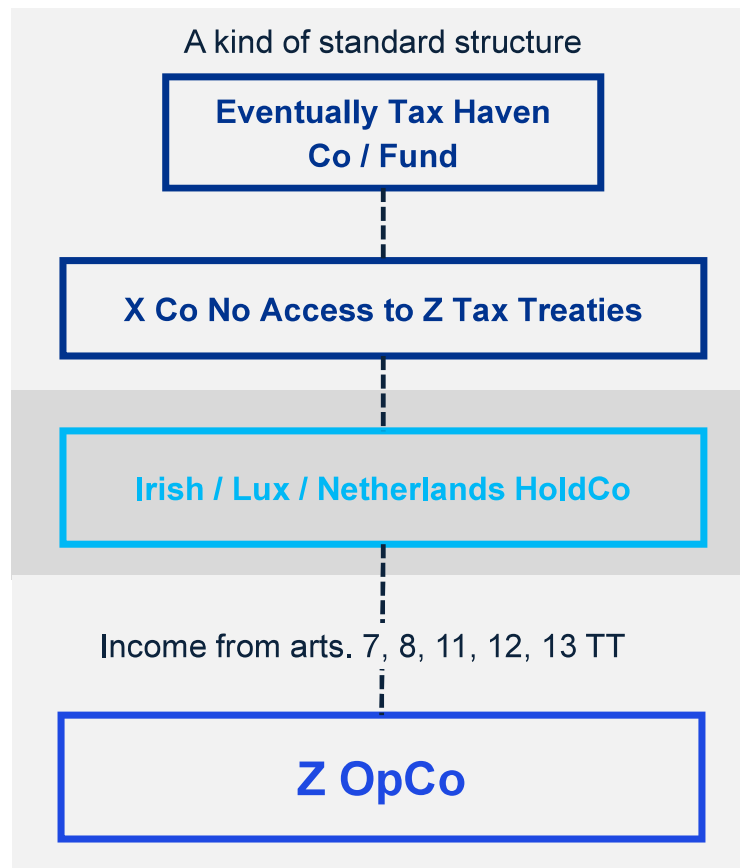 A kind of standard structure
Eventually Tax Haven
Co / Fund
X Co No Access to Z Tax Treaties
Irish / Lux / Netherlands HoldCo
Income from arts. 7, 8, 11, 12, 13 TT
Z OpCo